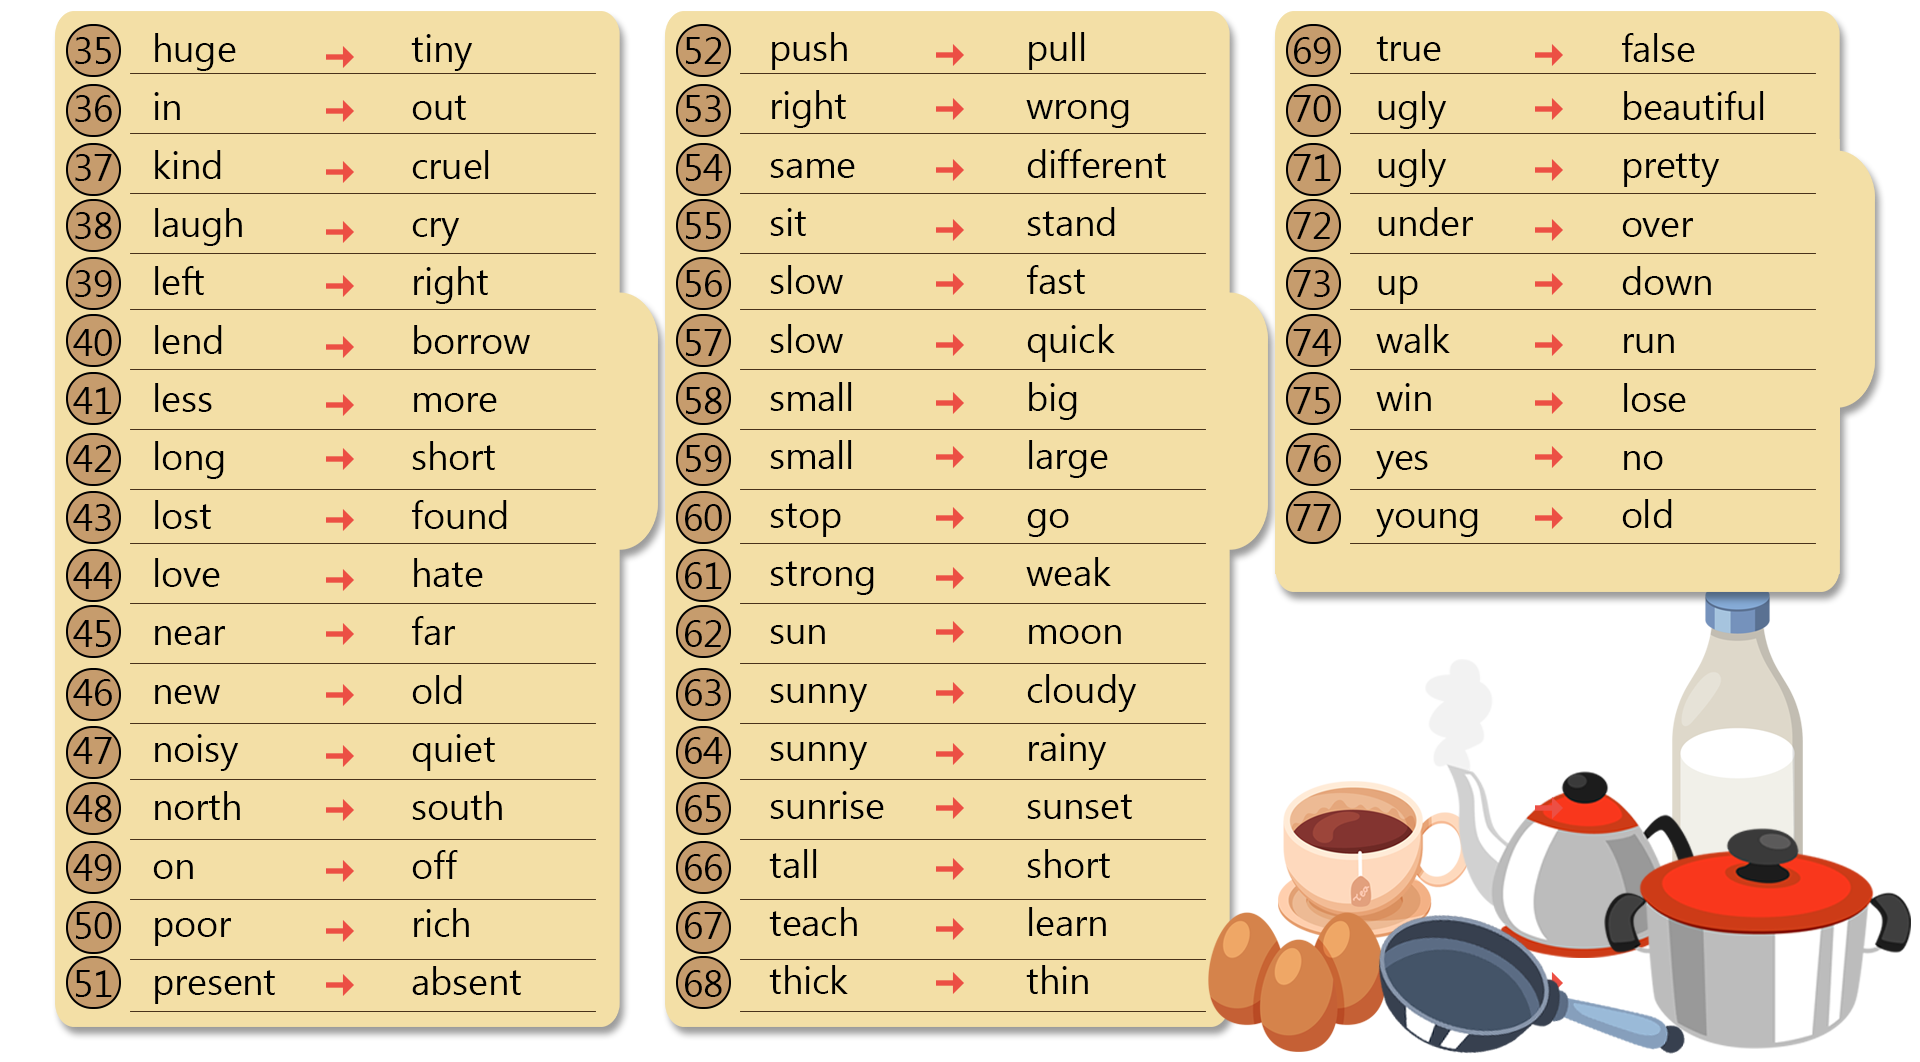 35 huge → tiny
36 in → out
37 kind → cruel
38 laugh → cry
39 left → right
40 lend → borrow
41 less → more
42 long → short
43 lost → found
44 love → hate
45 near → far
46 new → old
47 noisy → quiet
48 north → south
49 on → off
50 poor → rich
51 present → absent
52 push → pull
53 right → wrong
54 same → different
55 sit → stand
56 slow → fast
57 slow → quick
58 small → big
59 small → large
60 stop → go
61 strong → weak
62 sun → moon
63 sunny → cloudy
64 sunny → rainy
65 sunrise → sunset
66 tall → short
67 teach → learn
68 thick → thin
69 true → false
70 ugly → beautiful
71 ugly → pretty
72 under → over
73 up → down
74 walk → run
75 win → lose
76 yes → no
77 young → old
Tea